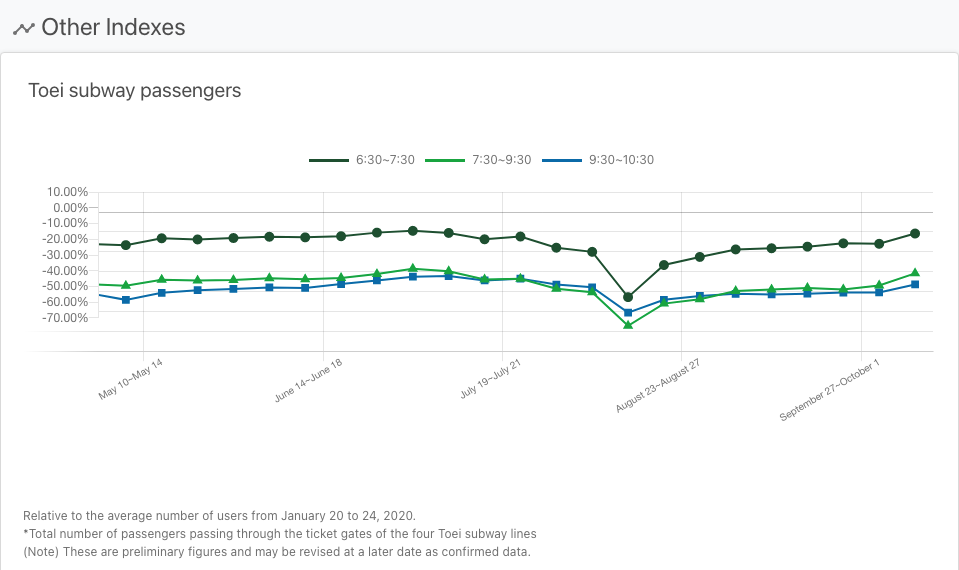 Other Indexes
Toei subway passengers
6:30~7:30 7:30~9:30 9:30~10:30
10.00%
0.00%
-10.00%
-20.00%
-30.00%
-40.00%
-50.00%
-60.00%
-70.00%
May 10~May 14
June 14~June 18
July 19~July 21
August 23~August 27
September 27~October 1
Relative to the average number of users from January 20 to 24, 2020.
*Total number of passengers passing through the ticket gates of the four Toei subway lines
(Note) These are preliminary figures and may be revised at a later date as confirmed data.